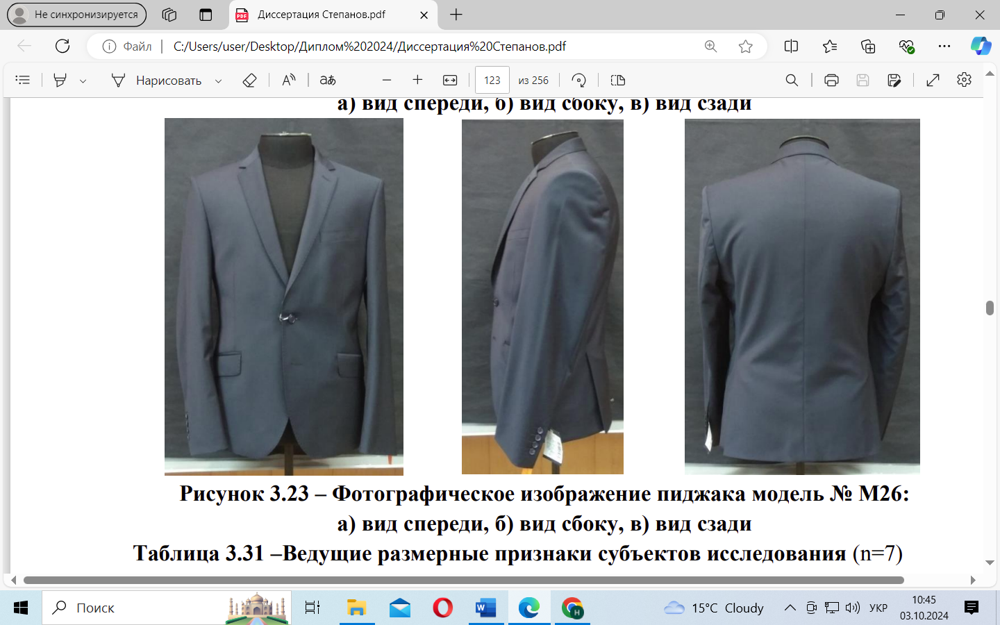 Не синхронизируется
Диссертация Степанов.pdf
Файл
C:/Users/user/Desktop/Диплом%202024/Диссертация%20Степанов.pdf
Нарисовать
123 из 256
а) вид спереди, б) вид сбоку, в) вид сзади
Рисунок 3.23 – Фотографическое изображение пиджака модель № М26:
а) вид спереди, б) вид сбоку, в) вид сзади
Таблица 3.31 –Ведущие размерные признаки субъектов исследования (n=7)
Поиск
15°C Cloudy
УКР
10:45
03.10.2024